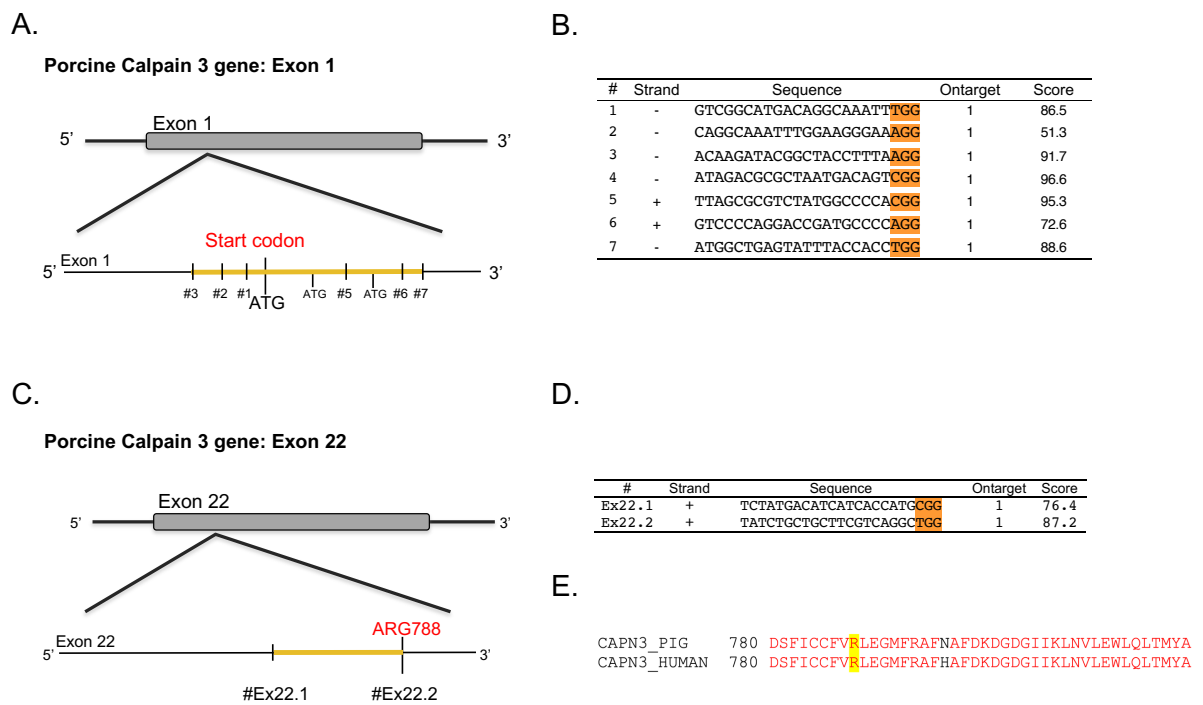 A.
Porcine Calpain 3 gene: Exon 1
5’ Exon 1 3’
Start codon
5’ Exon 1 3’
#3 #2 #1 ATG ATG #5 ATG #6 #7
B.
# Strand Sequence Ontarget Score
1 - GTCGGCATGACAGGCAAATTTGG 1 86.5
2 - CAGGCAAATTTGGAAGGGAAAGG 1 51.3
3 - ACAAGATACGGCTACCTTTAAGG 1 91.7
4 - ATAGACGCGCTAATGACAGTCGG 1 96.6
5 + TTAGCGCGTCTATGGCCCCACGG 1 95.3
6 + GTCCCCAGGACCGATGCCCCAGG 1 72.6
7 - ATGGCTGAGTATTTACCACCTGG 1 88.6
C.
Porcine Calpain 3 gene: Exon 22
5’ Exon 22 3’
ARG788
5’ Exon 22 3’
#Ex22.1 #Ex22.2
D.
# Strand Sequence Ontarget Score
Ex22.1 + TCTATGACATCATCACCATGCGG 1 76.4
Ex22.2 + TATCTGCTGCTTCGTCAGGCTGG 1 87.2
E.
CAPN3_PIG 780 DSFICCFVRLEGMFRAFNAFDKDGDGIIKLNVLEWLQLTMYA
CAPN3_HUMAN 780 DSFICCFVRLEGMFRAFHAFDKDGDGIIKLNVLEWLQLTMYA